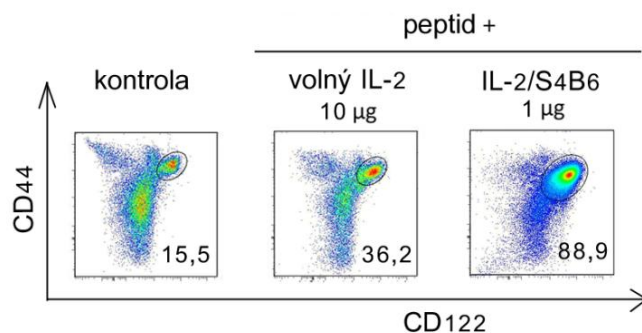 peptid +
kontrola
volný IL-2
10 µg
IL-2/S4B6
1 µg
CD44
15,5
36,2
88,9
CD122